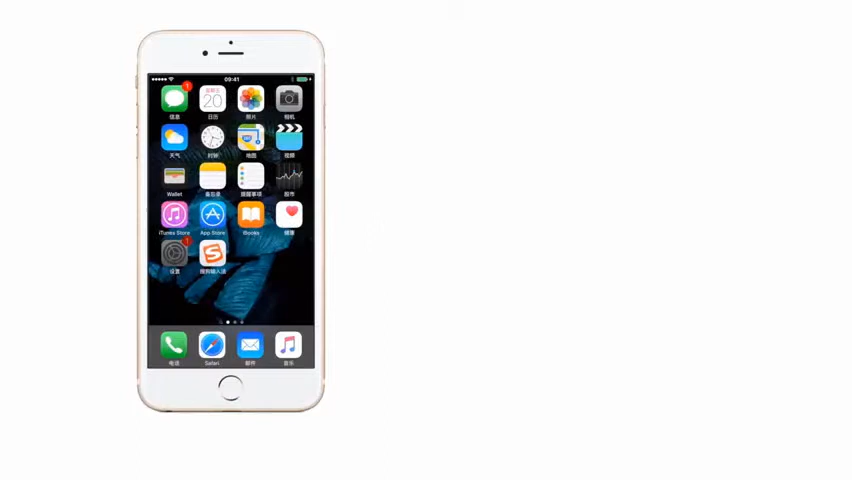 09:41
1
星期五
20
信息
日历
照片
相机
天气
时钟
地图
视频
Wallet
备忘录
提醒事项
股市
iTunes Store
App Store
iBooks
健康
1
设置
搜狗输入法
电话
Safari
邮件
音乐